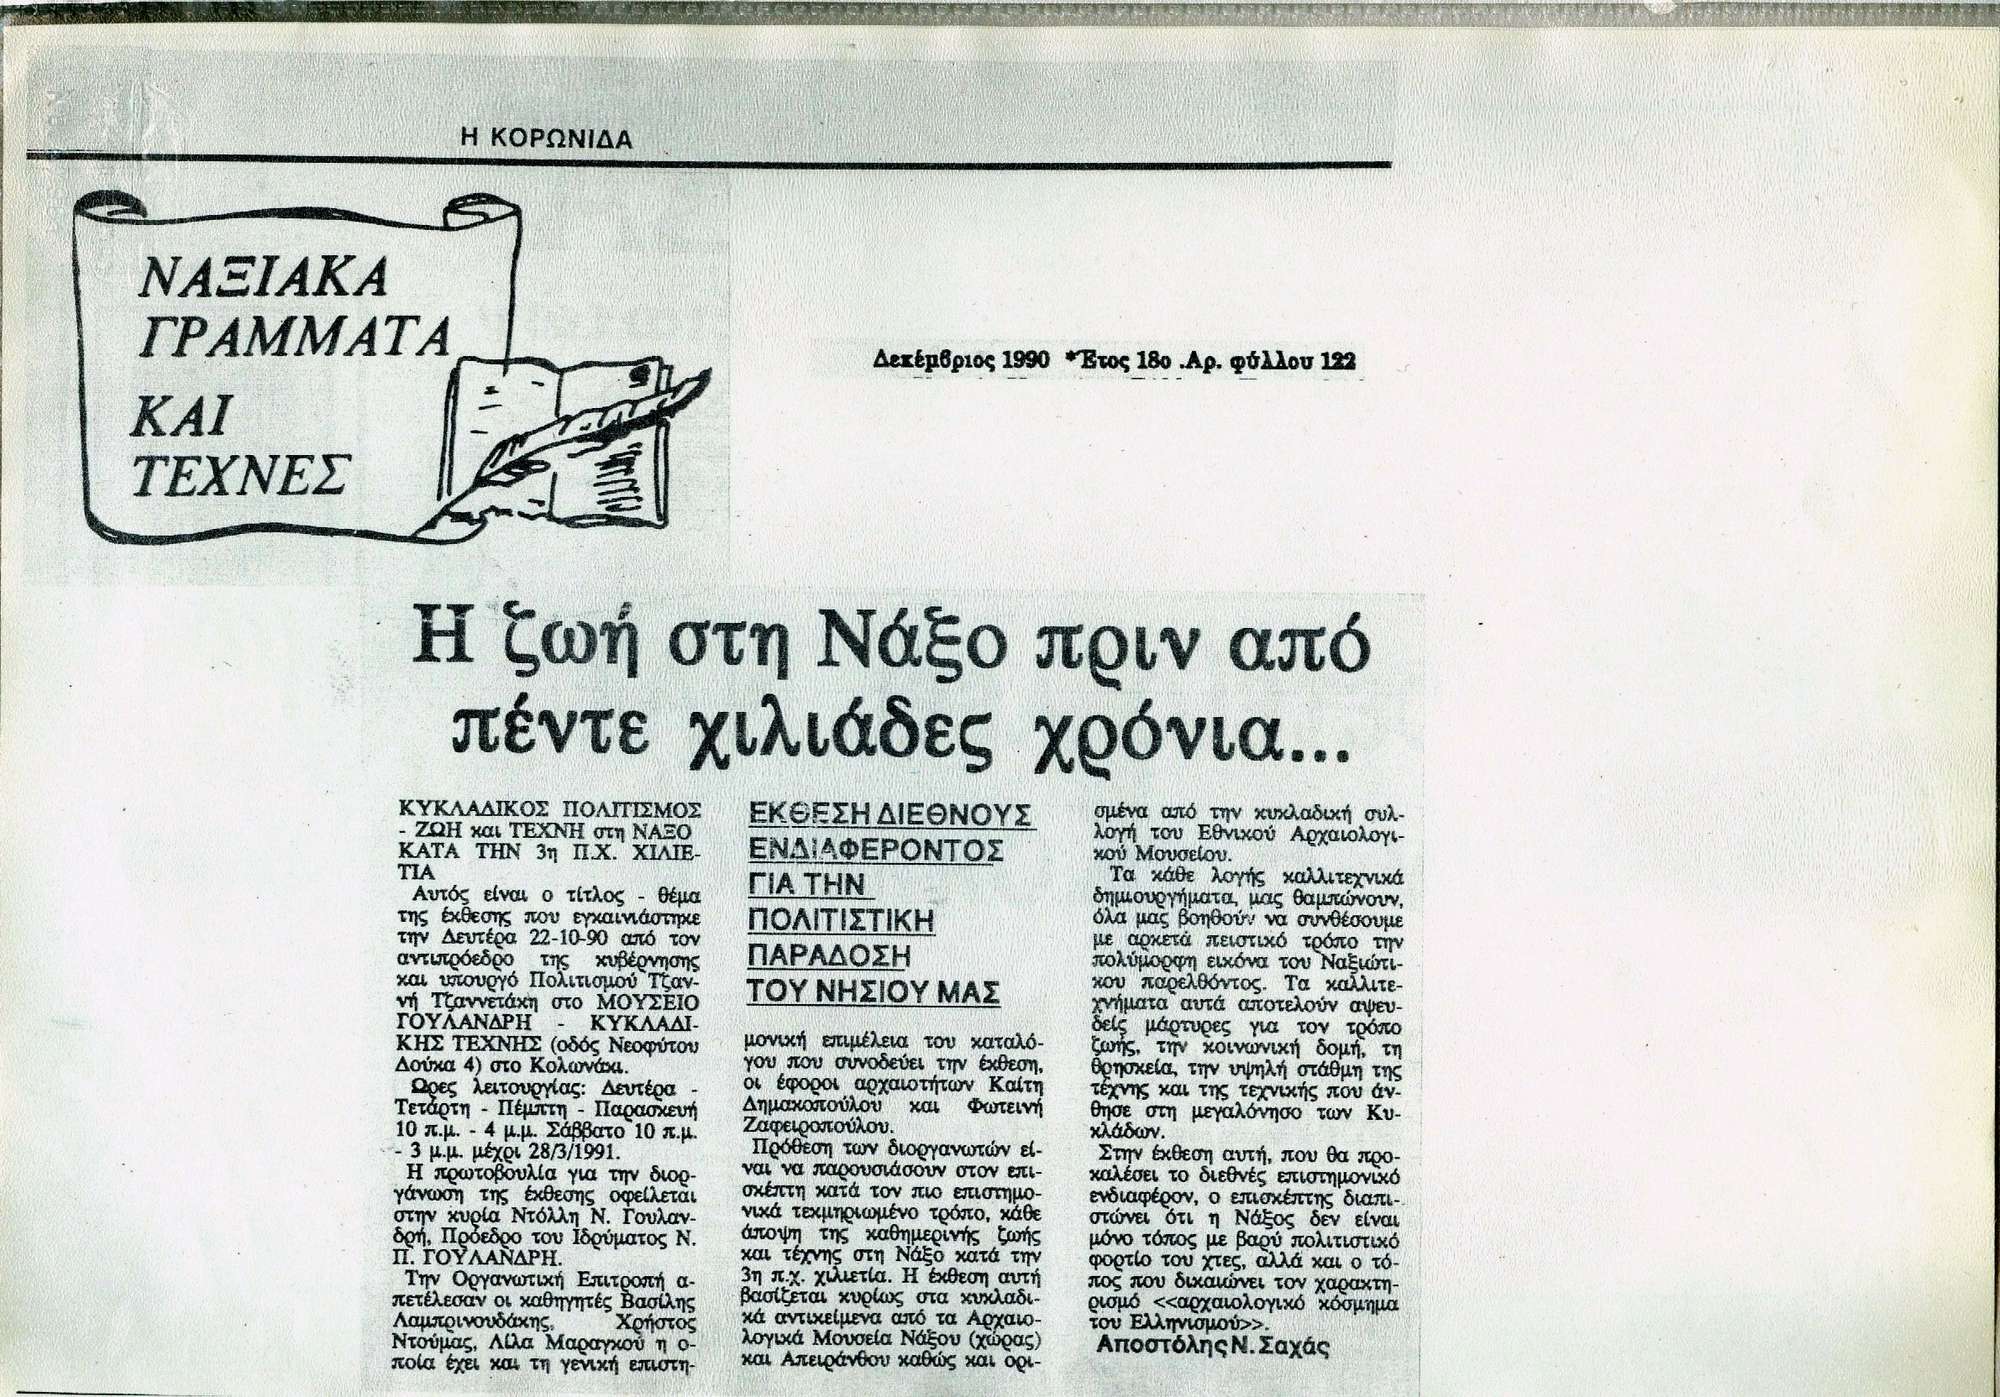 Η ΚΟΡΩΝΙΔΑ
ΝΑΞΙΑΚΑ
ΓΡΑΜΜΑΤΑ
ΚΑΙ
ΤΕΧΝΕΣ
Δεκέμβριος 1990 *Έτος 18ο .Αρ. φύλλου 122
Η ζωή στη Νάξο πριν από
πέντε χιλιάδες χρόνια...
ΚΥΚΛΑΔΙΚΟΣ ΠΟΛΙΤΙΣΜΟΣ
- ΖΩΗ και ΤΕΧΝΗ στη ΝΑΞΟ
ΚΑΤΑ ΤΗΝ 3η Π.Χ. ΧΙΛΙΕ-
ΤΙΑ
Αυτός είναι ο τίτλος - θέμα
της έκθεσης που εγκαινιάστηκε
την Δευτέρα 22-10-90 από τον
αντιπρόεδρο της κυβέρνησης
και υπουργό Πολιτισμού Τζαν-
νή Τζαννετάκη στο ΜΟΥΣΕΙΟ
ΓΟΥΛΑΝΔΡΗ - ΚΥΚΛΑΔΙ-
ΚΗΣ ΤΕΧΝΗΣ (οδός Νεοφύτου
Δούκα 4) στο Κολωνάκι.
Ωρες λειτουργίας: Δευτέρα -
Τετάρτη - Πέμπτη - Παρασκευή
10 π.μ. - 4 μ.μ. Σάββατο 10 π.μ.
- 3 μ.μ. μέχρι 28/3/1991.
Η πρωτοβουλία για την διορ-
γάνωση της έκθεσης οφείλεται
στην κυρία Ντόλλη Ν. Γουλαν-
δρή, Πρόεδρο του Ιδρύματος Ν.
Π. ΓΟΥΛΑΝΔΡΗ.
Την Οργανωτική Επιτροπή α-
πετέλεσαν οι καθηγητές Βασίλης
Λαμπρινουδάκης, Χρήστος
Ντούμας, Λίλα Μαραγκού η ο-
ποία έχει και τη γενική επιστη-
ΕΚΘΕΣΗ ΔΙΕΘΝΟΥΣ
ΕΝΔΙΑΦΕΡΟΝΤΟΣ
ΓΙΑ ΤΗΝ
ΠΟΛΙΤΙΣΤΙΚΗ
ΠΑΡΑΔΟΣΗ
ΤΟΥ ΝΗΣΙΟΥ ΜΑΣ
μονική επιμέλεια του καταλό-
γου που συνοδεύει την έκθεση,
οι έφοροι αρχαιοτήτων Καίτη
Δημακοπούλου και Φωτεινή
Ζαφειροπούλου.
Πρόθεση των διοργανωτών εί-
ναι να παρουσιάσουν στον επι-
σκέπτη κατά τον πιο επιστημο-
νικά τεκμηριωμένο τρόπο, κάθε
άποψη της καθημερινής ζωής
και τέχνης στη Νάξο κατά την
3η π.χ. χιλιετία. Η έκθεση αυτή
βασίζεται κυρίως στα κυκλαδι-
κά αντικείμενα από τα Αρχαιο-
λογικά Μουσεία Νάξου (χώρας)
και Απειράνθου καθώς και ορι-
σμένα από την κυκλαδική συλ-
λογή του Εθνικού Αρχαιολογι-
κού Μουσείου.
Τα κάθε λογής καλλιτεχνικά
δημιουργήματα, μας θαμπώνουν,
όλα μας βοηθούν να συνθέσουμε
με αρκετά πειστικό τρόπο την
πολύμορφη εικόνα του Ναξιώτι-
κου παρελθόντος. Τα καλλιτε-
χνήματα αυτά αποτελούν αψευ-
δείς μάρτυρες για τον τρόπο
ζωής, την κοινωνική δομή, τη
θρησκεία, την υψηλή στάθμη της
τέχνης και της τεχνικής που άν-
θησε στη μεγαλόνησο των Κυ-
κλάδων.
Στην έκθεση αυτή, που θα προ-
καλέσει το διεθνές επιστημονικό
ενδιαφέρον, ο επισκέπτης διαπι-
στώνει ότι η Νάξος δεν είναι
μόνο τόπος με βαρύ πολιτιστικό
φορτίο του χτες, αλλά και ο τό-
πος που δικαιώνει τον χαρακτη-
ρισμό <<αρχαιολογικό κόσμημα
του Ελληνισμού>>.
Αποστόλης Ν. Σαχάς